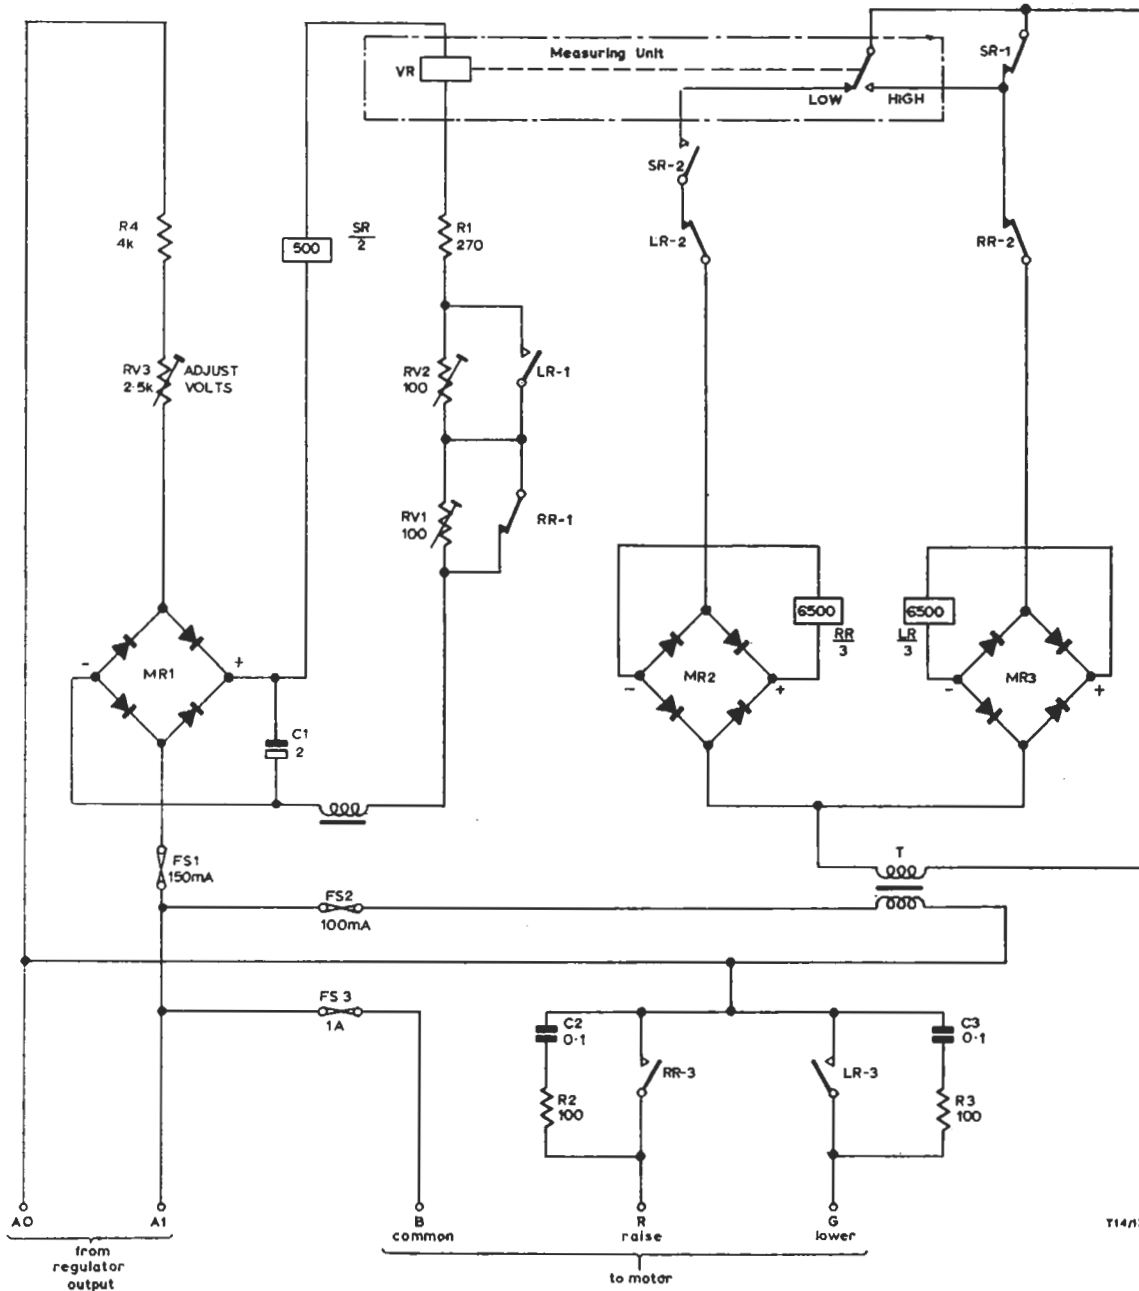 Measuring Unit
VR
LOW
HIGH
SR-1
SR-2
LR-2
RR-2
R4
4k
500
SR
2
R1
270
RV3
2·5k
ADJUST
VOLTS
RV2
100
LR-1
RV1
100
RR-1
-
MR1
+
C1
2
6500
RR
3
-
MR2
+
6500
LR
3
-
MR3
+
FS1
150mA
T
FS2
100mA
FS 3
1A
C2
0·1
C3
0·1
RR-3
LR-3
R2
100
R3
100
AO
A1
B
common
R
raise
G
lower
from
regulator
output
to motor